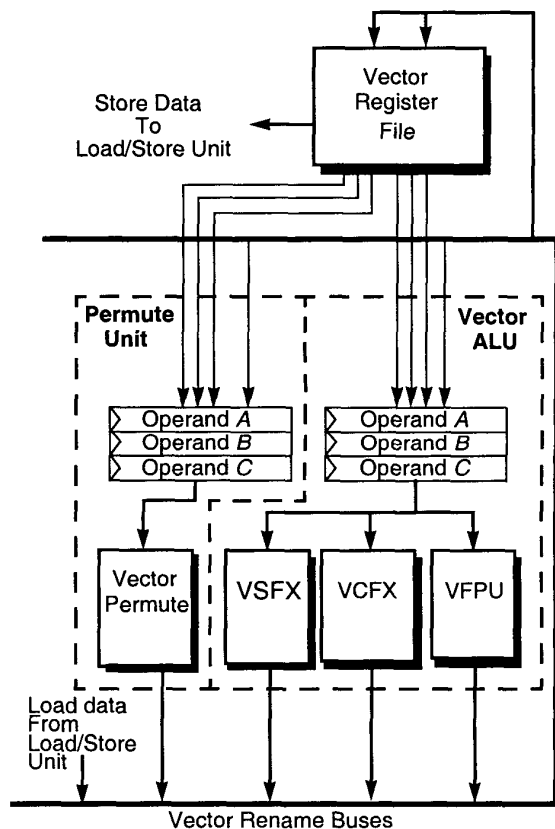 Vector
Register
File
Store Data
To
Load/Store Unit
Permute
Unit
Vector
ALU
Operand A
Operand B
Operand C
Operand A
Operand B
Operand C
Vector
Permute
VSFX
VCFX
VFPU
Load data
From
Load/Store
Unit
Vector Rename Buses